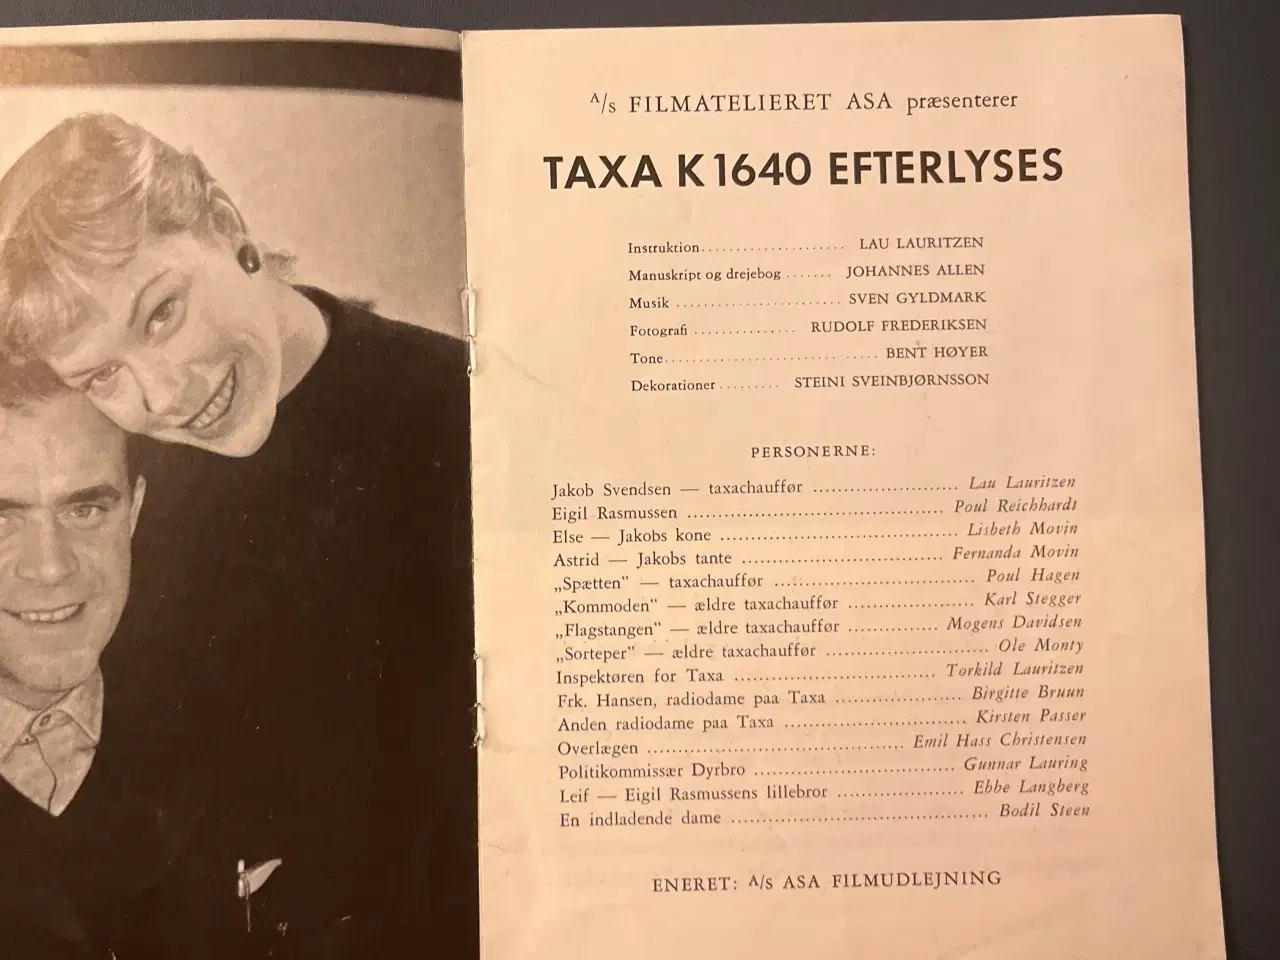 A/S FILMATELIERET ASA præsenterer
TAXA K 1640 EFTERLYSES
Instruktion..................... LAU LAURITZEN
Manuskript og drejebog ....... JOHANNES ALLEN
Musik ........................ SVEN GYLDMARK
Fotografi ............... RUDOLF FREDERIKSEN
Tone............................... BENT HØYER
Dekorationer ......... STEINI SVEINBJØRNSSON
PERSONERNE:
Jakob Svendsen — taxachauffør ........................ Lau Lauritzen
Eigil Rasmussen .......................................... Poul Reichhardt
Else — Jakobs kone ....................................... Lisbeth Movin
Astrid — Jakobs tante ................................... Fernanda Movin
„Spætten" — taxachauffør .................................. Poul Hagen
„Kommoden" — ældre taxachauffør ..................... Karl Stegger
„Flagstangen" — ældre taxachauffør ............... Mogens Davidsen
„Sorteper" — ældre taxachauffør ........................... Ole Monty
Inspektøren for Taxa .................................. Torkild Lauritzen
Frk. Hansen, radiodame paa Taxa ..................... Birgitte Bruun
Anden radiodame paa Taxa .............................. Kirsten Passer
Overlægen .......................................... Emil Hass Christensen
Politikommissær Dyrbro .................................. Gunnar Lauring
Leif — Eigil Rasmussens lillebror ..................... Ebbe Langberg
En indladende dame .......................................... Bodil Steen
ENERET: A/S ASA FILMUDLEJNING